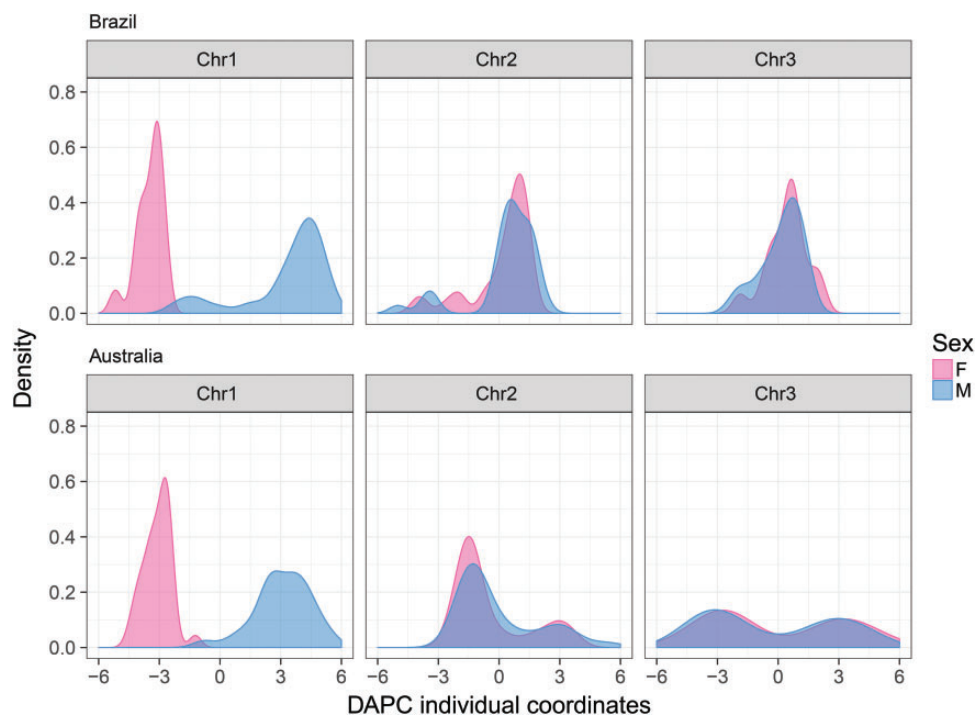 Brazil
Chr1 Chr2 Chr3
0.8
0.6
0.4
0.2
0.0
Australia
Chr1 Chr2 Chr3
0.8
0.6
0.4
0.2
0.0
−6 −3 0 3 6 −6 −3 0 3 6 −6 −3 0 3 6
DAPC individual coordinates
Density
Sex
F
M